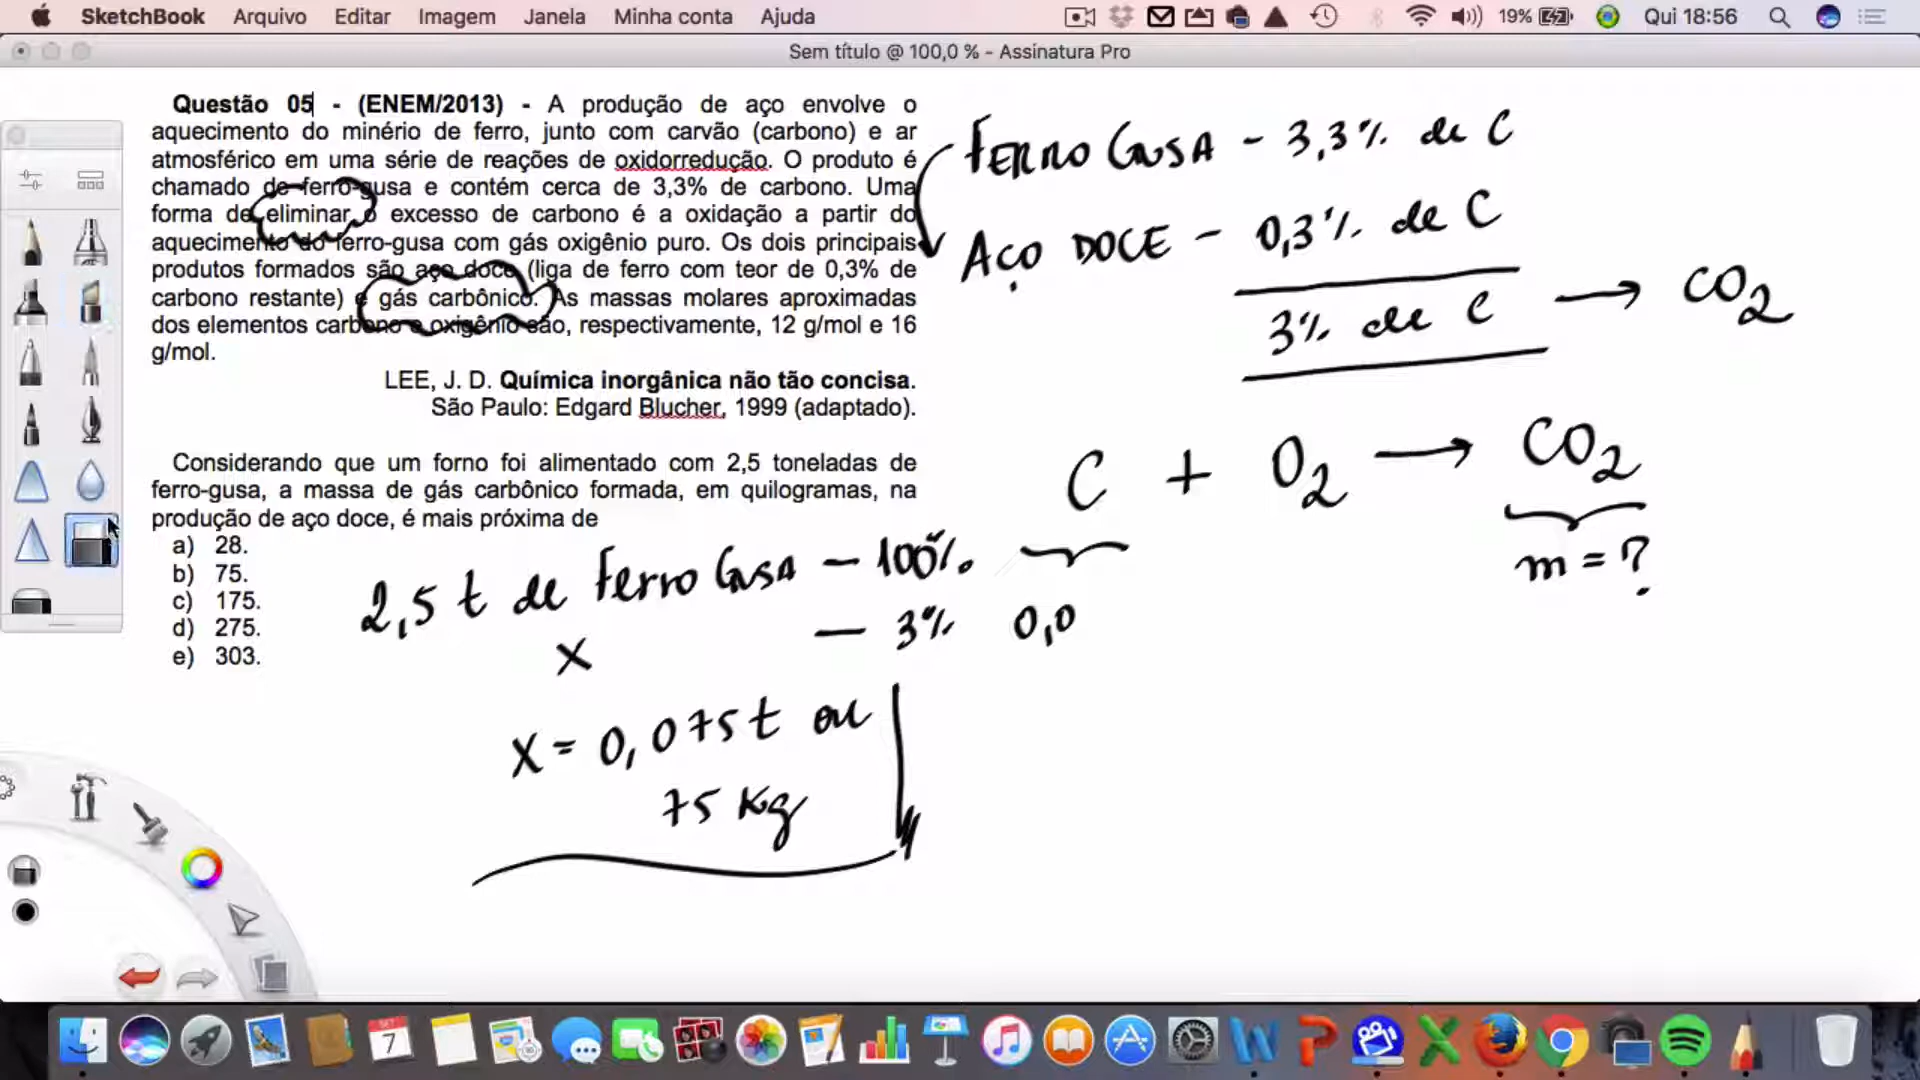 SketchBook Arquivo Editar Imagem Janela Minha conta Ajuda 19% Qui 18:56
Sem título @ 100,0 % - Assinatura Pro
Questão 05 - (ENEM/2013) - A produção de aço envolve o
aquecimento do minério de ferro, junto com carvão (carbono) e ar
atmosférico em uma série de reações de oxidorredução. O produto é
chamado de ferro-gusa e contém cerca de 3,3% de carbono. Uma
forma de eliminar o excesso de carbono é a oxidação a partir do
aquecimento do ferro-gusa com gás oxigênio puro. Os dois principais
produtos formados são aço doce (liga de ferro com teor de 0,3% de
carbono restante) e gás carbônico. As massas molares aproximadas
dos elementos carbono e oxigênio são, respectivamente, 12 g/mol e 16
g/mol.
LEE, J. D. Química inorgânica não tão concisa.
São Paulo: Edgard Blucher, 1999 (adaptado).
Considerando que um forno foi alimentado com 2,5 toneladas de
ferro-gusa, a massa de gás carbônico formada, em quilogramas, na
produção de aço doce, é mais próxima de
a) 28.
b) 75.
c) 175.
d) 275.
e) 303.
FERRO GUSA - 3,3% de C
AÇO DOCE - 0,3% de C
3% de C → CO2
C + O2 → CO2
m = ?
2,5 t de Ferro Gusa - 100%
X - 3% 0,0
X = 0,075 t ou
75 Kg
SET
7